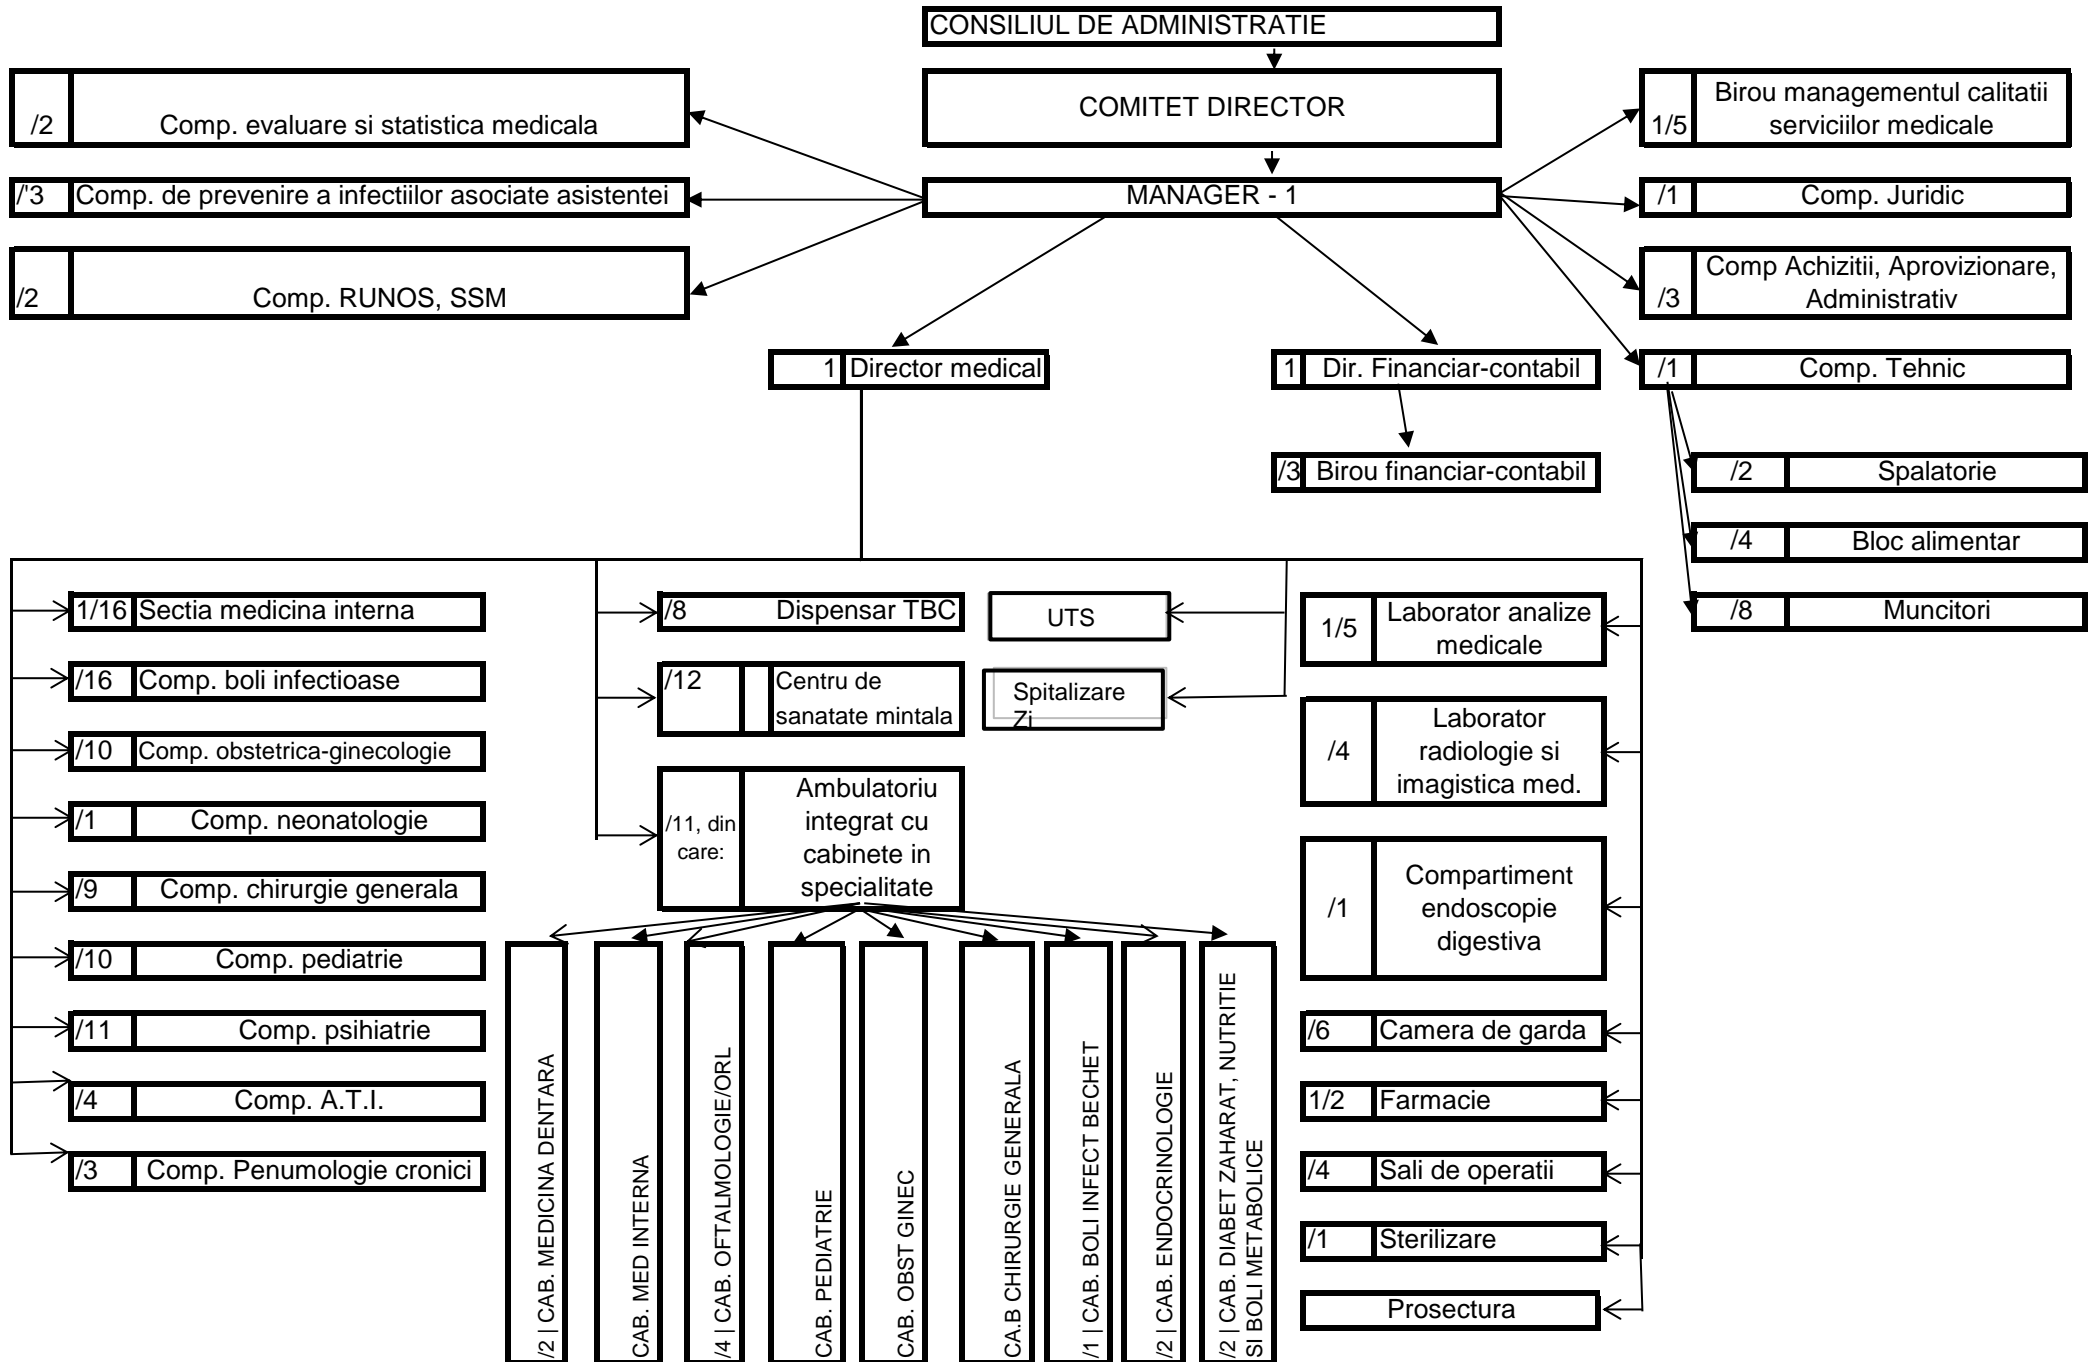 CONSILIUL DE ADMINISTRATIE
/2 Comp. evaluare si statistica medicala
COMITET DIRECTOR
1/5 Birou managementul calitatii
serviciilor medicale
/'3 Comp. de prevenire a infectiilor asociate asistentei
MANAGER - 1
/1 Comp. Juridic
/2 Comp. RUNOS, SSM
/3 Comp Achizitii, Aprovizionare,
Administrativ
1 Director medical
1 Dir. Financiar-contabil
/1 Comp. Tehnic
/3 Birou financiar-contabil
/2 Spalatorie
/4 Bloc alimentar
/8 Muncitori
1/16 Sectia medicina interna
/16 Comp. boli infectioase
/10 Comp. obstetrica-ginecologie
/1 Comp. neonatologie
/9 Comp. chirurgie generala
/10 Comp. pediatrie
/11 Comp. psihiatrie
/4 Comp. A.T.I.
/3 Comp. Penumologie cronici
/8 Dispensar TBC
/12 Centru de
sanatate mintala
/11, din
care:
Ambulatoriu
integrat cu
cabinete in
specialitate
UTS
Spitalizare
Zi
/2 | CAB. MEDICINA DENTARA
CAB. MED INTERNA
/4 | CAB. OFTALMOLOGIE/ORL
CAB. PEDIATRIE
CAB. OBST GINEC
CA.B CHIRURGIE GENERALA
/1 | CAB. BOLI INFECT BECHET
/2 | CAB. ENDOCRINOLOGIE
/2 | CAB. DIABET ZAHARAT, NUTRITIE
SI BOLI METABOLICE
1/5 Laborator analize
medicale
/4 Laborator
radiologie si
imagistica med.
/1 Compartiment
endoscopie
digestiva
/6 Camera de garda
1/2 Farmacie
/4 Sali de operatii
/1 Sterilizare
Prosectura